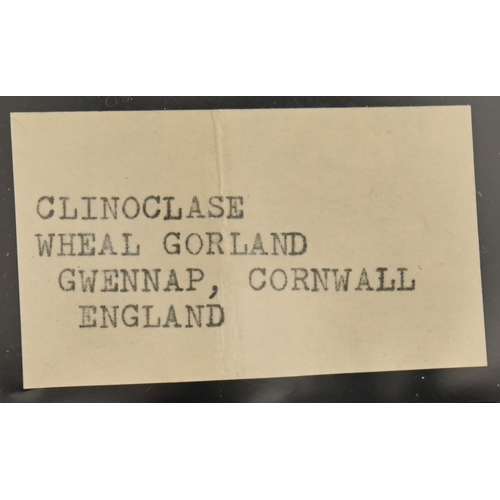 CLINOCLASE
WHEAL GORLAND
GWENNAP, CORNWALL
ENGLAND